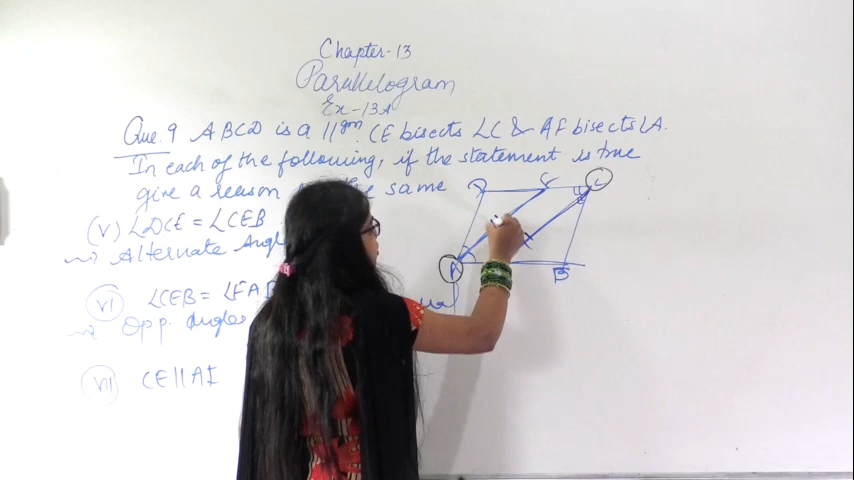 Chapter-13
Parallelogram
Ex-13A
Que.9 ABCD is a ||gm. CE bisects ∠C & AF bisects ∠A.
In each of the following, if the statement is true
give a reason the same
(V) ∠DCE = ∠CEB
Alternate Angl
(VI) ∠CEB = ∠FAB
Opp. Angles
(VII) CE||AF
A
B